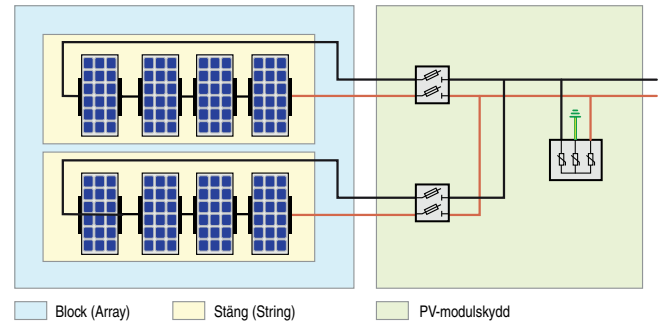 Block (Array)
Stäng (String)
PV-modulskydd